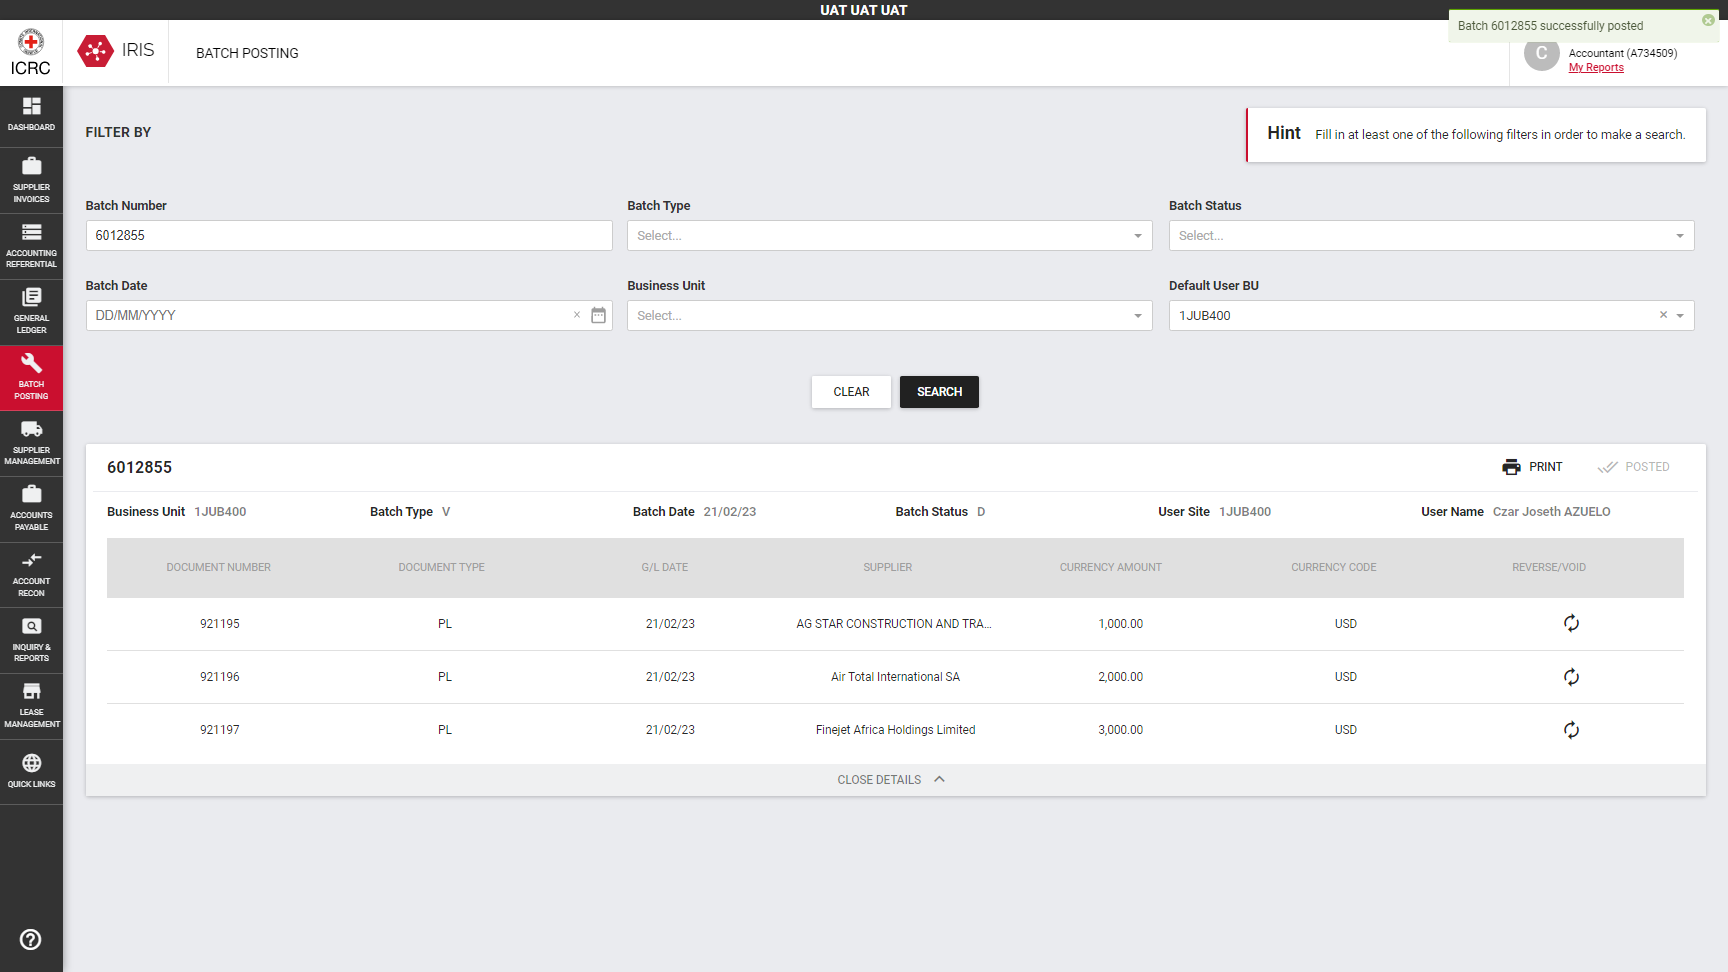 UAT UAT UAT
Batch 6012855 successfully posted
ICRC
IRIS
BATCH POSTING
C
Accountant (A734509)
My Reports
DASHBOARD
SUPPLIER
INVOICES
ACCOUNTING
REFERENTIAL
GENERAL
LEDGER
BATCH
POSTING
SUPPLIER
MANAGEMENT
ACCOUNTS
PAYABLE
ACCOUNT
RECON
INQUIRY &
REPORTS
LEASE
MANAGEMENT
QUICK LINKS
FILTER BY
Hint Fill in at least one of the following filters in order to make a search.
Batch Number Batch Type Batch Status
6012855 Select... Select...
Batch Date Business Unit Default User BU
DD/MM/YYYY Select... 1JUB400
CLEAR SEARCH
6012855 PRINT POSTED
Business Unit 1JUB400 Batch Type V Batch Date 21/02/23 Batch Status D User Site 1JUB400 User Name Czar Joseth AZUELO
DOCUMENT NUMBER DOCUMENT TYPE G/L DATE SUPPLIER CURRENCY AMOUNT CURRENCY CODE REVERSE/VOID
921195 PL 21/02/23 AG STAR CONSTRUCTION AND TRA... 1,000.00 USD
921196 PL 21/02/23 Air Total International SA 2,000.00 USD
921197 PL 21/02/23 Finejet Africa Holdings Limited 3,000.00 USD
CLOSE DETAILS